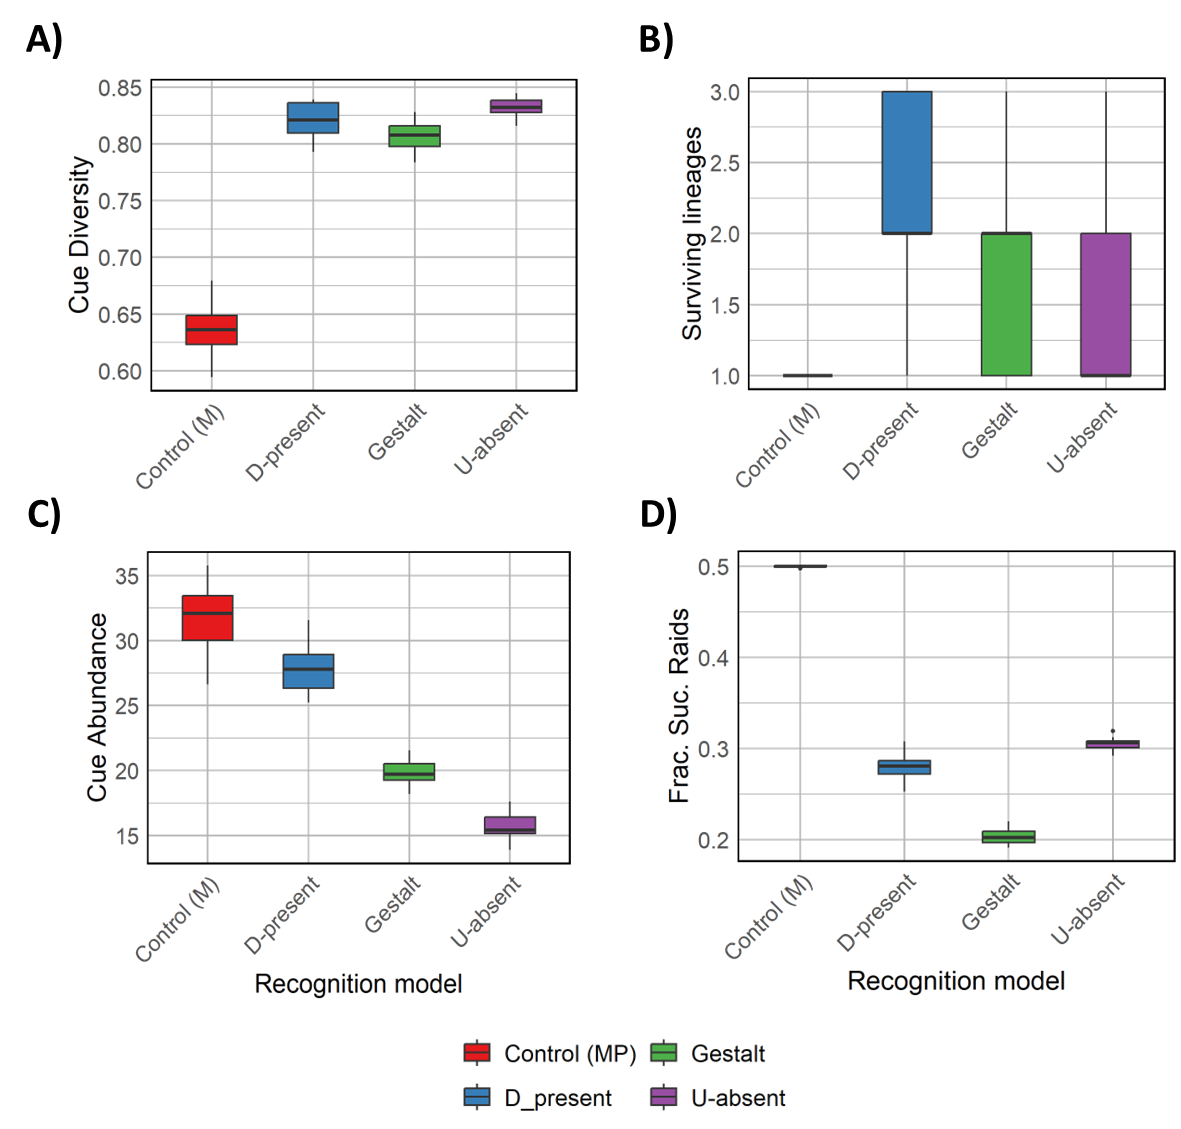 A)
Cue Diversity
0.85
0.80
0.75
0.70
0.65
0.60
Control (M)
D-present
Gestalt
U-absent
B)
Surviving lineages
3.0
2.5
2.0
1.5
1.0
Control (M)
D-present
Gestalt
U-absent
C)
Cue Abundance
35
30
25
20
15
Control (M)
D-present
Gestalt
U-absent
Recognition model
D)
Frac. Suc. Raids
0.5
0.4
0.3
0.2
Control (M)
D-present
Gestalt
U-absent
Recognition model
Control (MP)
Gestalt
D_present
U-absent